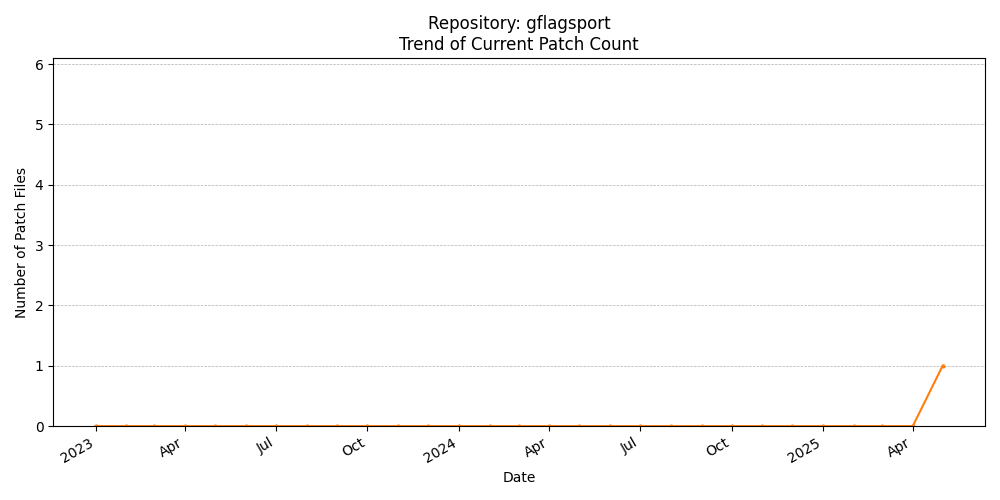 Repository: gflagsport
Trend of Current Patch Count
Number of Patch Files
6
5
4
3
2
1
0
2023
Apr
Jul
Oct
2024
Apr
Jul
Oct
2025
Apr
Date